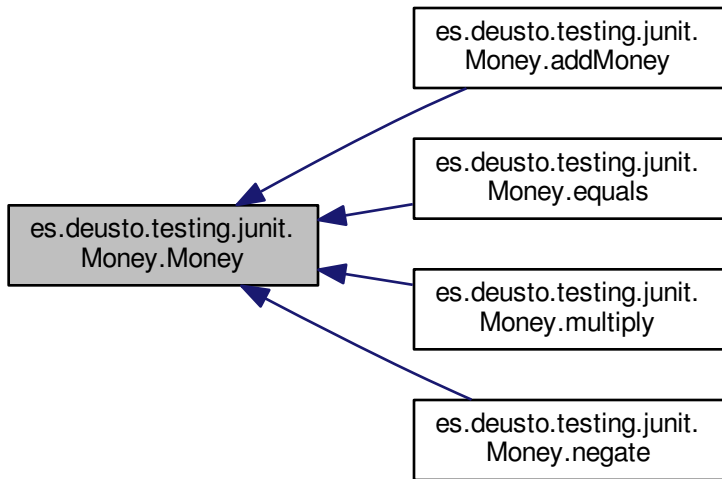 es.deusto.testing.junit.
Money.Money
es.deusto.testing.junit.
Money.addMoney
es.deusto.testing.junit.
Money.equals
es.deusto.testing.junit.
Money.multiply
es.deusto.testing.junit.
Money.negate